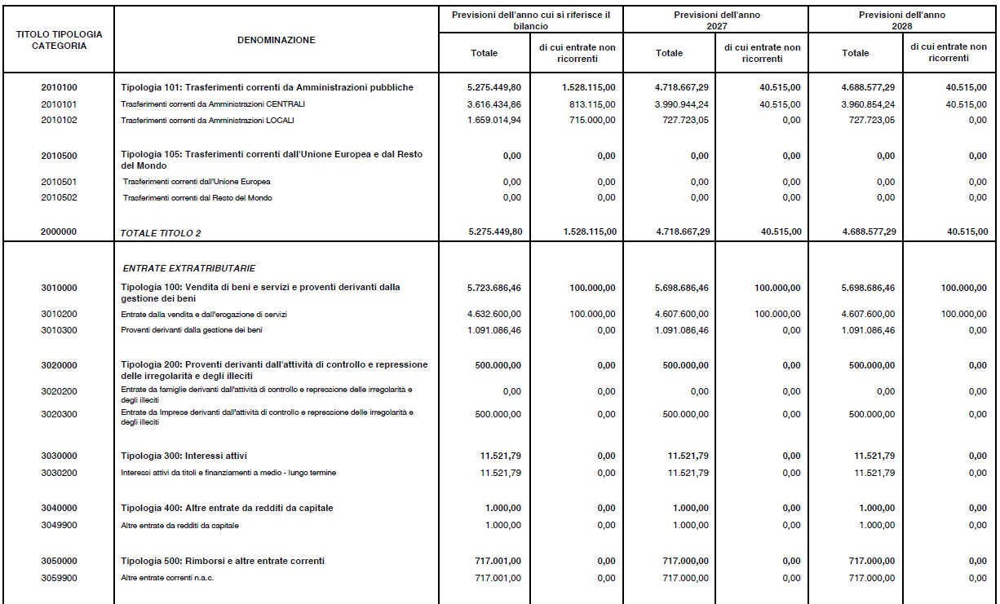 TITOLO TIPOLOGIA CATEGORIA | DENOMINAZIONE | Previsioni dell'anno cui si riferisce il bilancio | Previsioni dell'anno 2027 | Previsioni dell'anno 2028
Totale | di cui entrate non ricorrenti | Totale | di cui entrate non ricorrenti | Totale | di cui entrate non ricorrenti
2010100 Tipologia 101: Trasferimenti correnti da Amministrazioni pubbliche 5.275.449,80 1.528.115,00 4.718.667,29 40.515,00 4.688.577,29 40.515,00
2010101 Trasferimenti correnti da Amministrazioni CENTRALI 3.616.434,86 813.115,00 3.990.944,24 40.515,00 3.960.854,24 40.515,00
2010102 Trasferimenti correnti da Amministrazioni LOCALI 1.659.014,94 715.000,00 727.723,05 0,00 727.723,05 0,00
2010500 Tipologia 105: Trasferimenti correnti dall'Unione Europea e dal Resto del Mondo 0,00 0,00 0,00 0,00 0,00 0,00
2010501 Trasferimenti correnti dall'Unione Europea 0,00 0,00 0,00 0,00 0,00 0,00
2010502 Trasferimenti correnti dal Resto del Mondo 0,00 0,00 0,00 0,00 0,00 0,00
2000000 TOTALE TITOLO 2 5.275.449,80 1.528.115,00 4.718.667,29 40.515,00 4.688.577,29 40.515,00
ENTRATE EXTRATRIBUTARIE
3010000 Tipologia 100: Vendita di beni e servizi e proventi derivanti dalla gestione dei beni 5.723.686,46 100.000,00 5.698.686,46 100.000,00 5.698.686,46 100.000,00
3010200 Entrate dalla vendita e dall'erogazione di servizi 4.632.600,00 100.000,00 4.607.600,00 100.000,00 4.607.600,00 100.000,00
3010300 Proventi derivanti dalla gestione dei beni 1.091.086,46 0,00 1.091.086,46 0,00 1.091.086,46 0,00
3020000 Tipologia 200: Proventi derivanti dall'attività di controllo e repressione delle irregolarità e degli illeciti 500.000,00 0,00 500.000,00 0,00 500.000,00 0,00
3020200 Entrate da famiglie derivanti dall'attività di controllo e repressione delle irregolarità e degli illeciti 0,00 0,00 0,00 0,00 0,00 0,00
3020300 Entrate da Imprese derivanti dall'attività di controllo e repressione delle irregolarità e degli illeciti 500.000,00 0,00 500.000,00 0,00 500.000,00 0,00
3030000 Tipologia 300: Interessi attivi 11.521,79 0,00 11.521,79 0,00 11.521,79 0,00
3030200 Interessi attivi da titoli e finanziamenti a medio - lungo termine 11.521,79 0,00 11.521,79 0,00 11.521,79 0,00
3040000 Tipologia 400: Altre entrate da redditi da capitale 1.000,00 0,00 1.000,00 0,00 1.000,00 0,00
3049900 Altre entrate da redditi da capitale 1.000,00 0,00 1.000,00 0,00 1.000,00 0,00
3050000 Tipologia 500: Rimborsi e altre entrate correnti 717.001,00 0,00 717.000,00 0,00 717.000,00 0,00
3059900 Altre entrate correnti n.a.c. 717.001,00 0,00 717.000,00 0,00 717.000,00 0,00